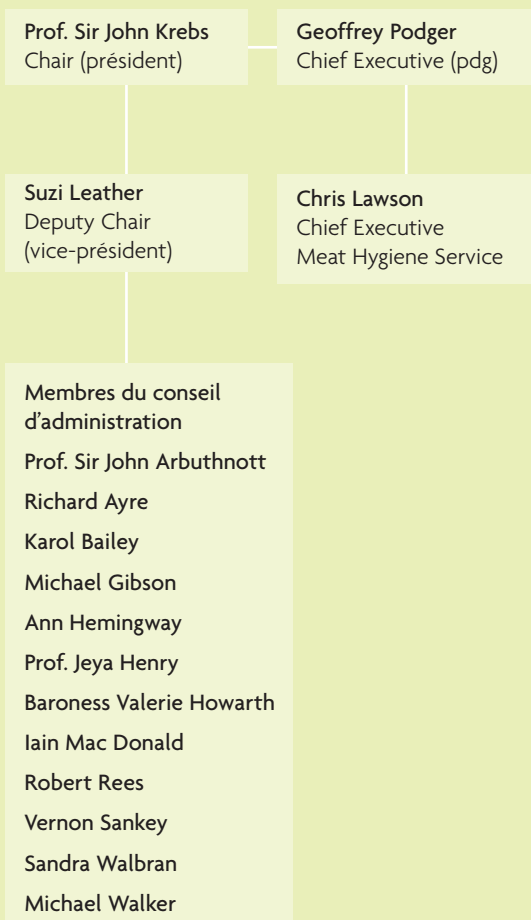 Prof. Sir John Krebs
Chair (président)
Geoffrey Podger
Chief Executive (pdg)
Suzi Leather
Deputy Chair
(vice-président)
Chris Lawson
Chief Executive
Meat Hygiene Service
Membres du conseil
d'administration
Prof. Sir John Arbuthnott
Richard Ayre
Karol Bailey
Michael Gibson
Ann Hemingway
Prof. Jeya Henry
Baroness Valerie Howarth
Iain Mac Donald
Robert Rees
Vernon Sankey
Sandra Walbran
Michael Walker